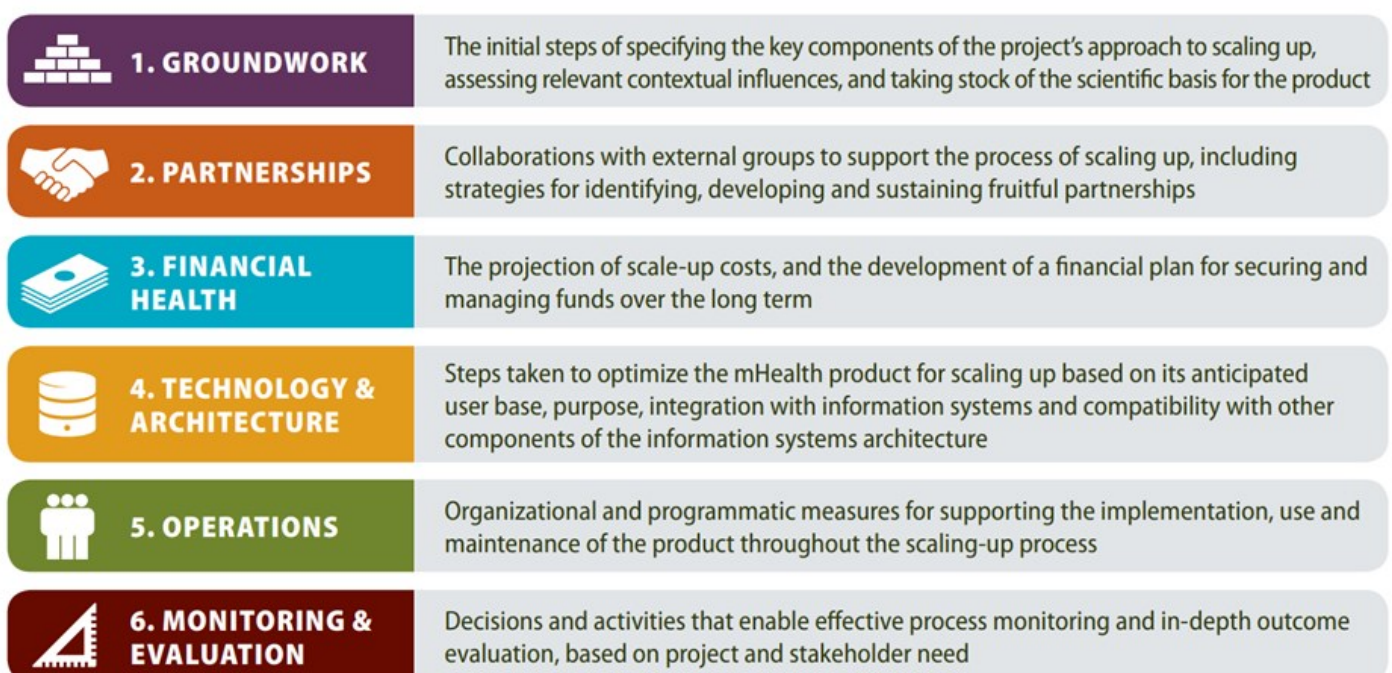 1. GROUNDWORK
The initial steps of specifying the key components of the project's approach to scaling up,
assessing relevant contextual influences, and taking stock of the scientific basis for the product
2. PARTNERSHIPS
Collaborations with external groups to support the process of scaling up, including
strategies for identifying, developing and sustaining fruitful partnerships
3. FINANCIAL
HEALTH
The projection of scale-up costs, and the development of a financial plan for securing and
managing funds over the long term
4. TECHNOLOGY &
ARCHITECTURE
Steps taken to optimize the mHealth product for scaling up based on its anticipated
user base, purpose, integration with information systems and compatibility with other
components of the information systems architecture
5. OPERATIONS
Organizational and programmatic measures for supporting the implementation, use and
maintenance of the product throughout the scaling-up process
6. MONITORING &
EVALUATION
Decisions and activities that enable effective process monitoring and in-depth outcome
evaluation, based on project and stakeholder need